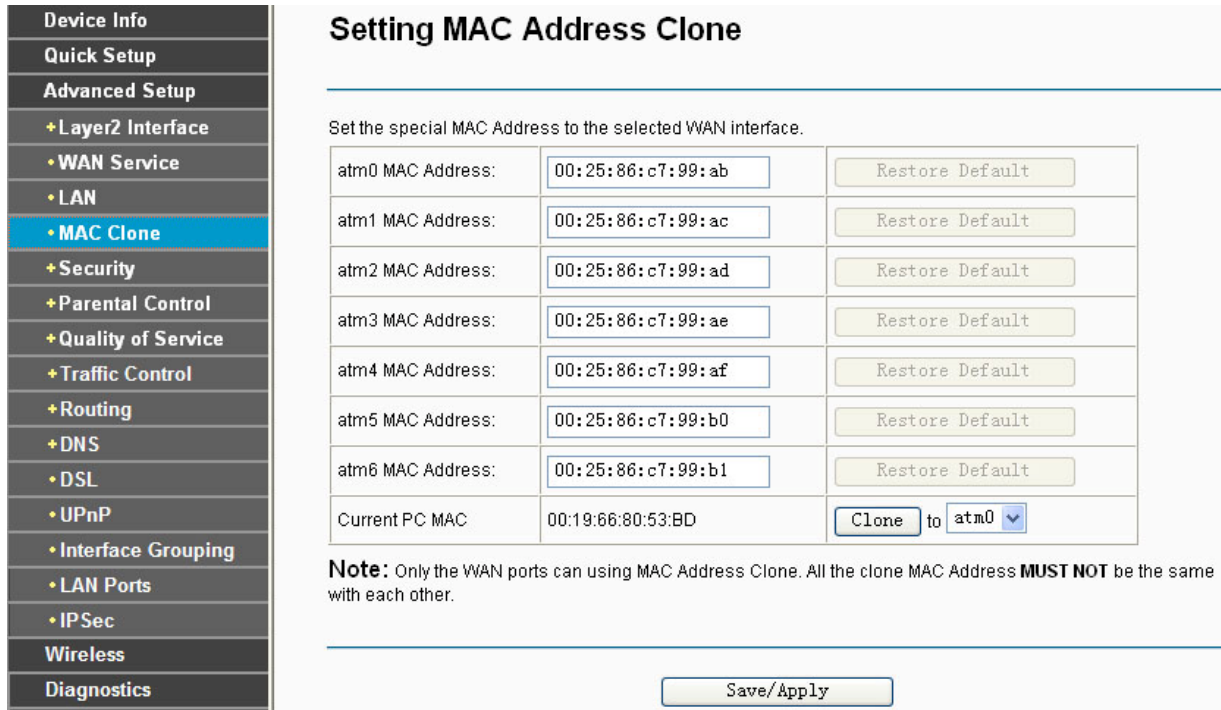 Device Info
Quick Setup
Advanced Setup
+Layer2 Interface
•WAN Service
•LAN
•MAC Clone
+Security
+Parental Control
+Quality of Service
+Traffic Control
+Routing
+DNS
•DSL
•UPnP
•Interface Grouping
•LAN Ports
•IPSec
Wireless
Diagnostics
Setting MAC Address Clone
Set the special MAC Address to the selected WAN interface.
atm0 MAC Address: 00:25:86:c7:99:ab Restore Default
atm1 MAC Address: 00:25:86:c7:99:ac Restore Default
atm2 MAC Address: 00:25:86:c7:99:ad Restore Default
atm3 MAC Address: 00:25:86:c7:99:ae Restore Default
atm4 MAC Address: 00:25:86:c7:99:af Restore Default
atm5 MAC Address: 00:25:86:c7:99:b0 Restore Default
atm6 MAC Address: 00:25:86:c7:99:b1 Restore Default
Current PC MAC 00:19:66:80:53:BD Clone to atm0
Note: Only the WAN ports can using MAC Address Clone. All the clone MAC Address MUST NOT be the same
with each other.
Save/Apply